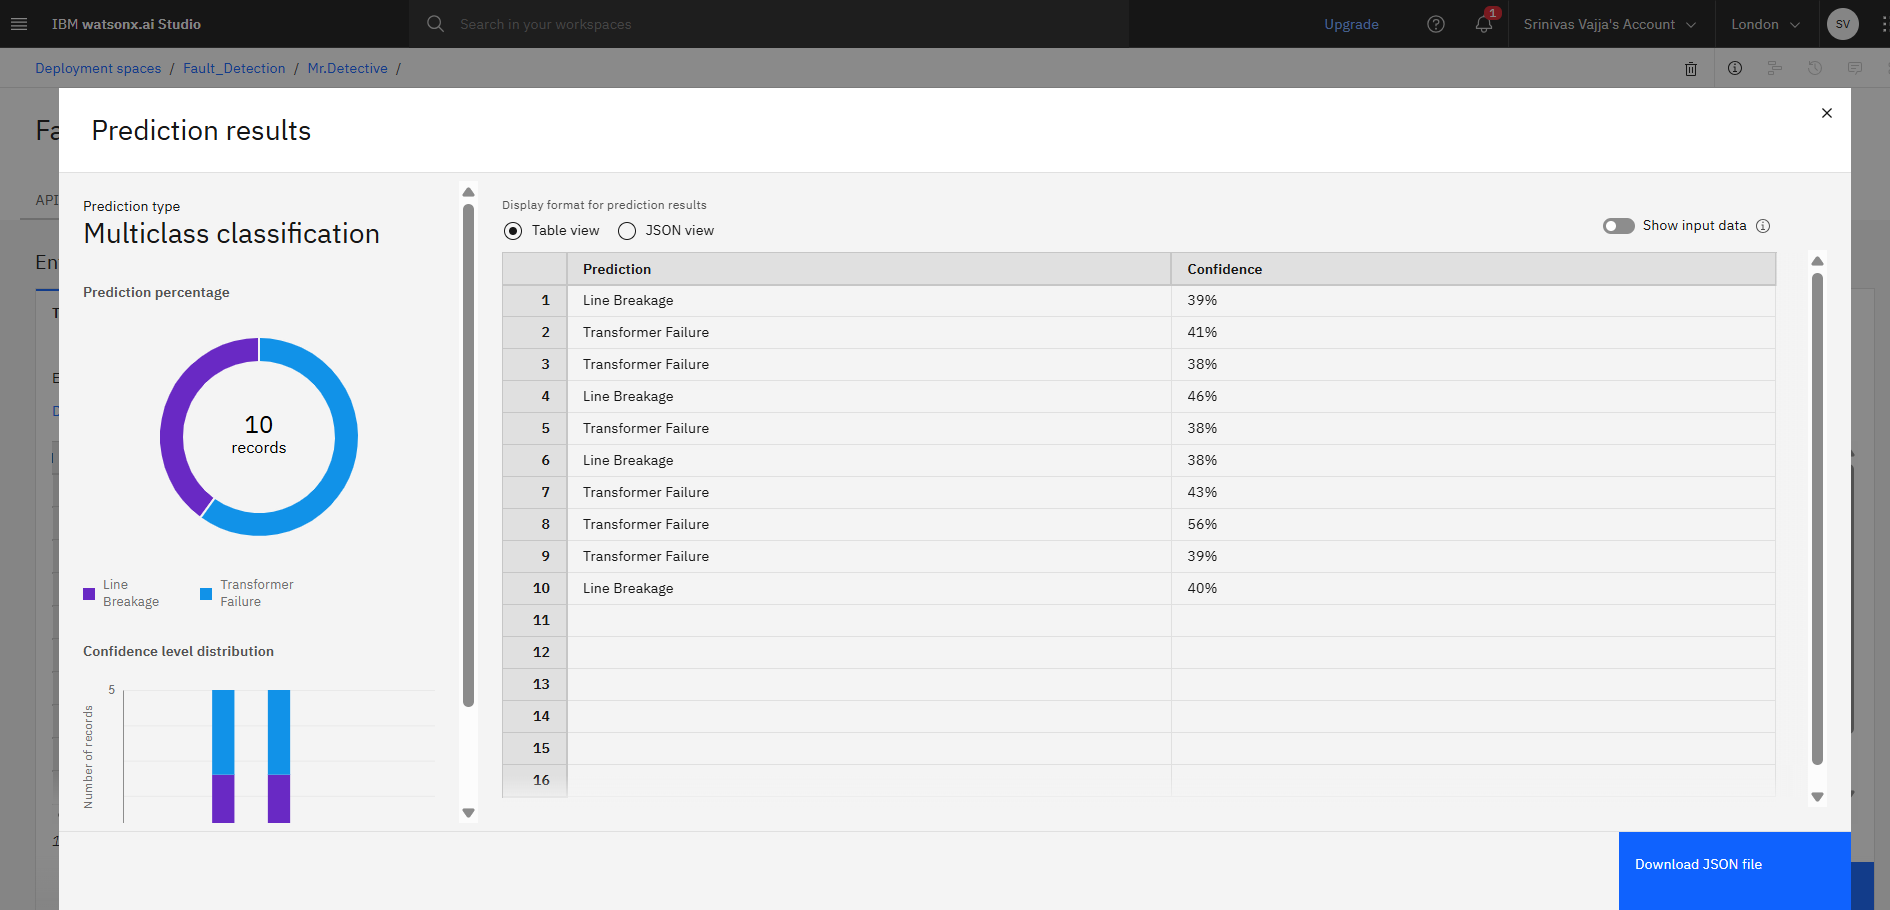 IBM watsonx.ai Studio
Search in your workspaces
Upgrade
1
Srinivas Vajja's Account
London
SV
Deployment spaces / Fault_Detection / Mr.Detective /
Fa
Prediction results
API
Prediction type
Multiclass classification
En
Prediction percentage
10
records
Line
Breakage
Transformer
Failure
Confidence level distribution
5
Number of records
Display format for prediction results
Table view
JSON view
Show input data
Prediction Confidence
1 Line Breakage 39%
2 Transformer Failure 41%
3 Transformer Failure 38%
4 Line Breakage 46%
5 Transformer Failure 38%
6 Line Breakage 38%
7 Transformer Failure 43%
8 Transformer Failure 56%
9 Transformer Failure 39%
10 Line Breakage 40%
11
12
13
14
15
16
Download JSON file